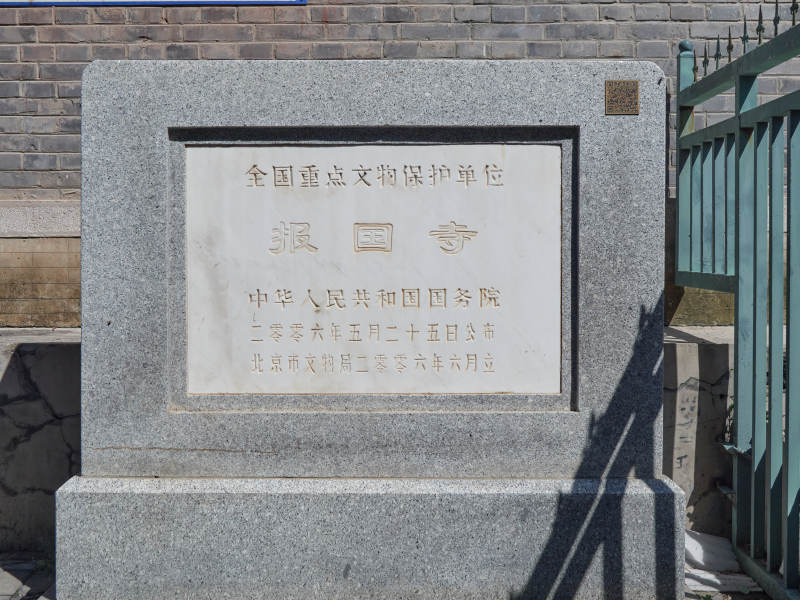 全国重点文物保护单位
报国寺
中华人民共和国国务院
二零零六年五月二十五日公布
北京市文物局二零零六年六月立